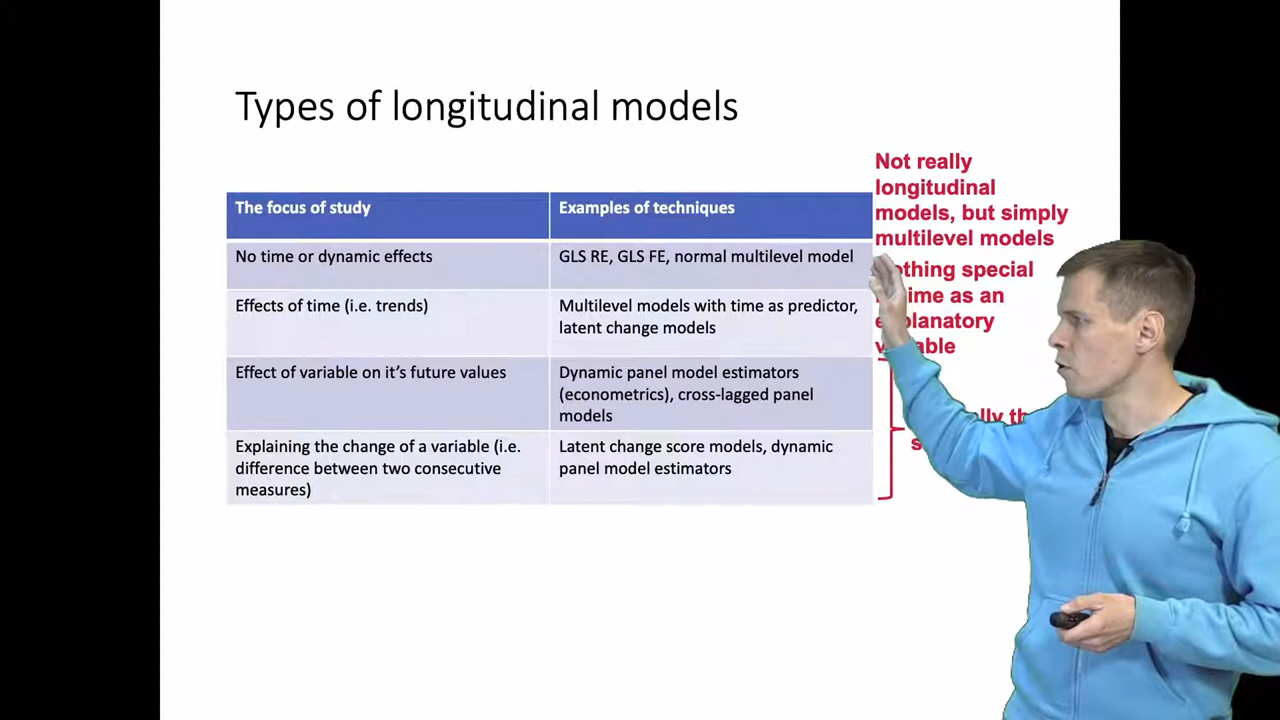 Types of longitudinal models
The focus of study
Examples of techniques
No time or dynamic effects
GLS RE, GLS FE, normal multilevel model
Effects of time (i.e. trends)
Multilevel models with time as predictor,
latent change models
Effect of variable on it's future values
Dynamic panel model estimators
(econometrics), cross-lagged panel
models
Explaining the change of a variable (i.e.
difference between two consecutive
measures)
Latent change score models, dynamic
panel model estimators
Not really
longitudinal
models, but simply
multilevel models
special
as an